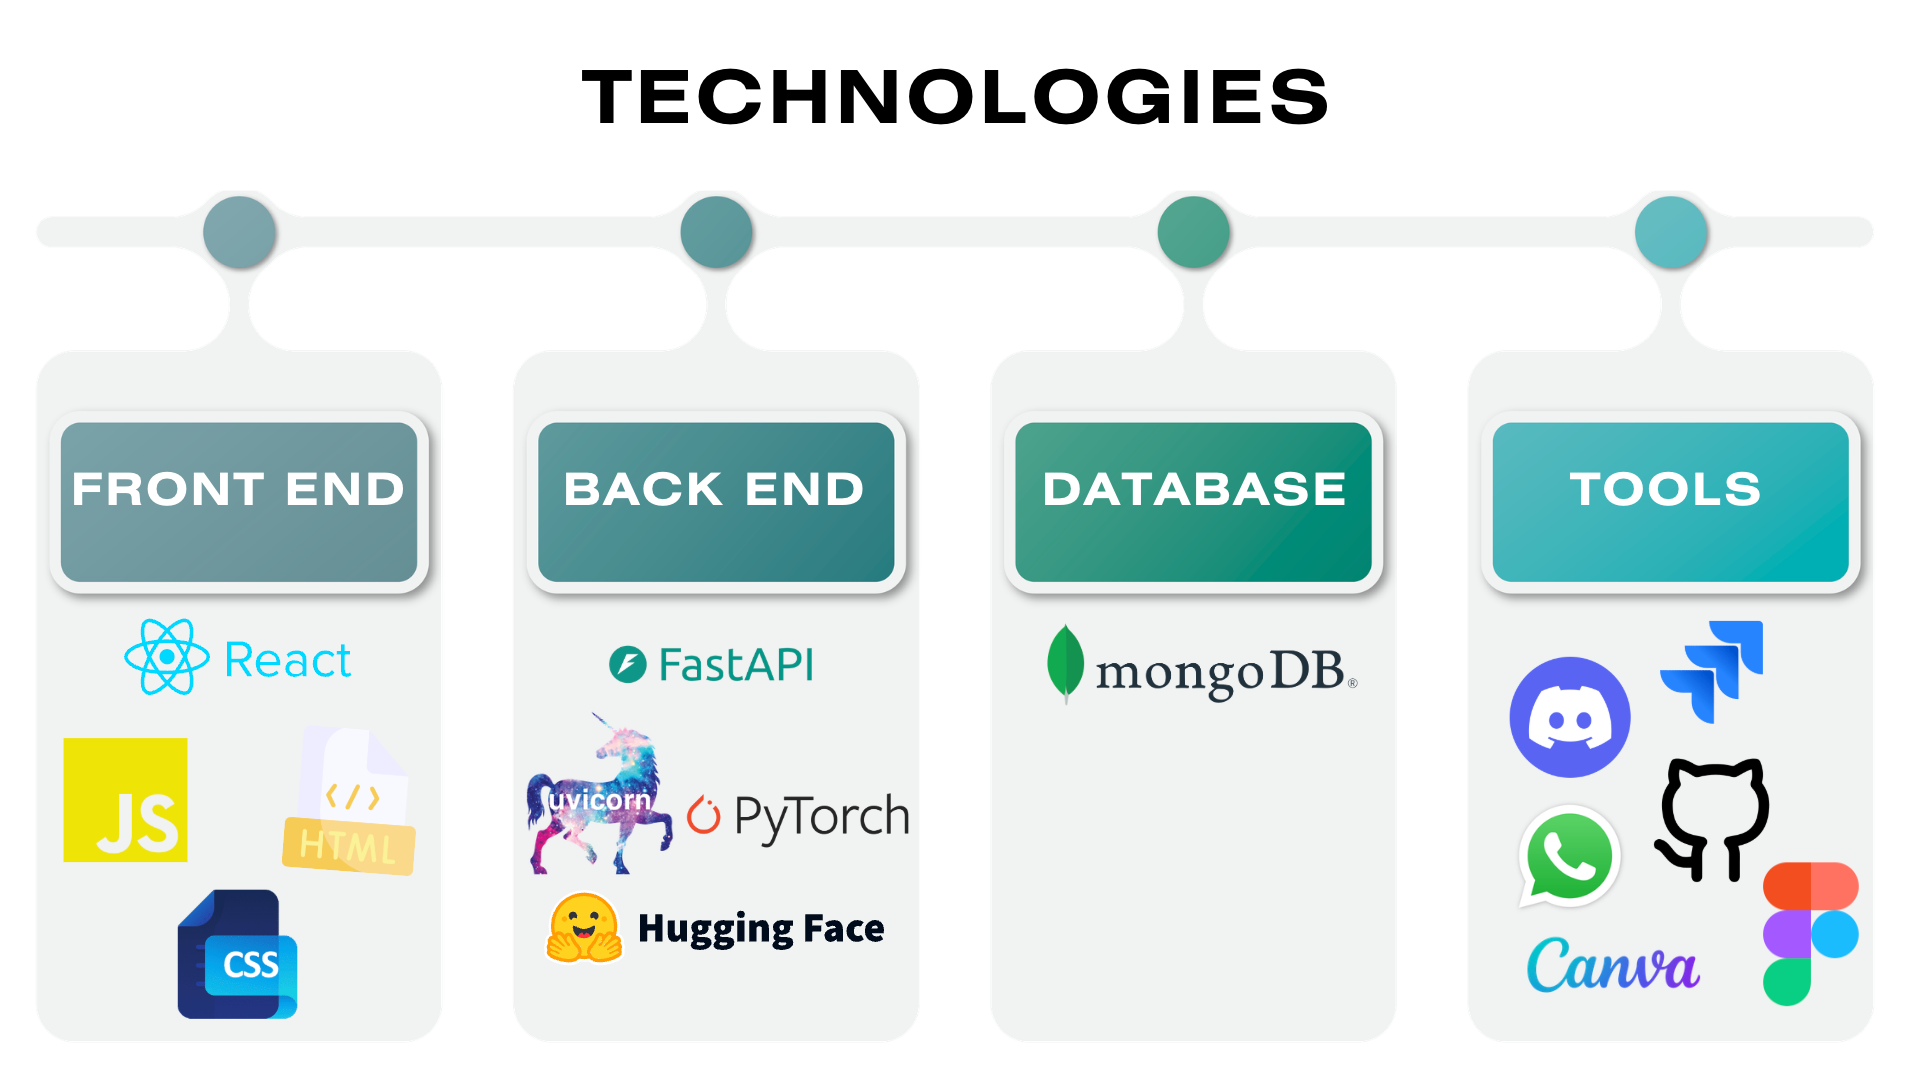 TECHNOLOGIES
FRONT END
React
JS
</>
HTML
CSS
BACK END
FastAPI
uvicorn
PyTorch
Hugging Face
DATABASE
mongoDB®
TOOLS
Canva